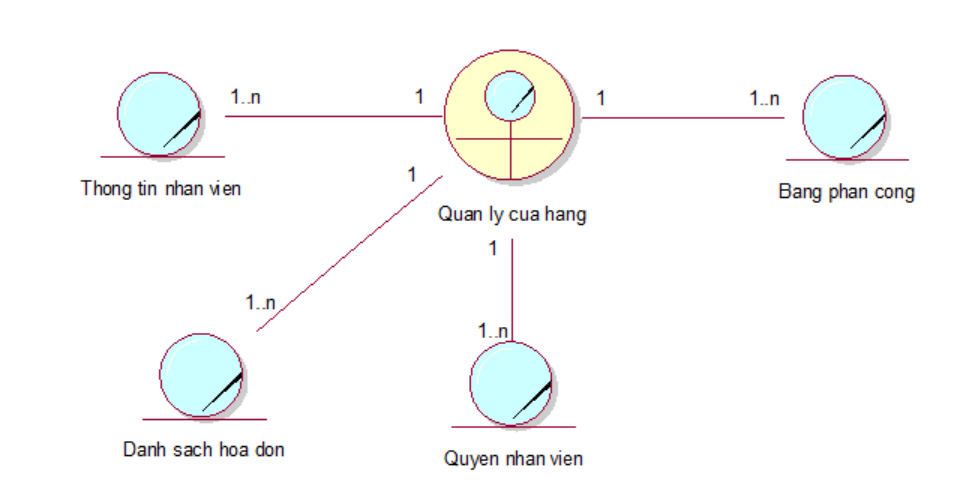 1..n
1
1
1..n
Thong tin nhan vien
1
Quan ly cua hang
Bang phan cong
1
1..n
1..n
Danh sach hoa don
Quyen nhan vien